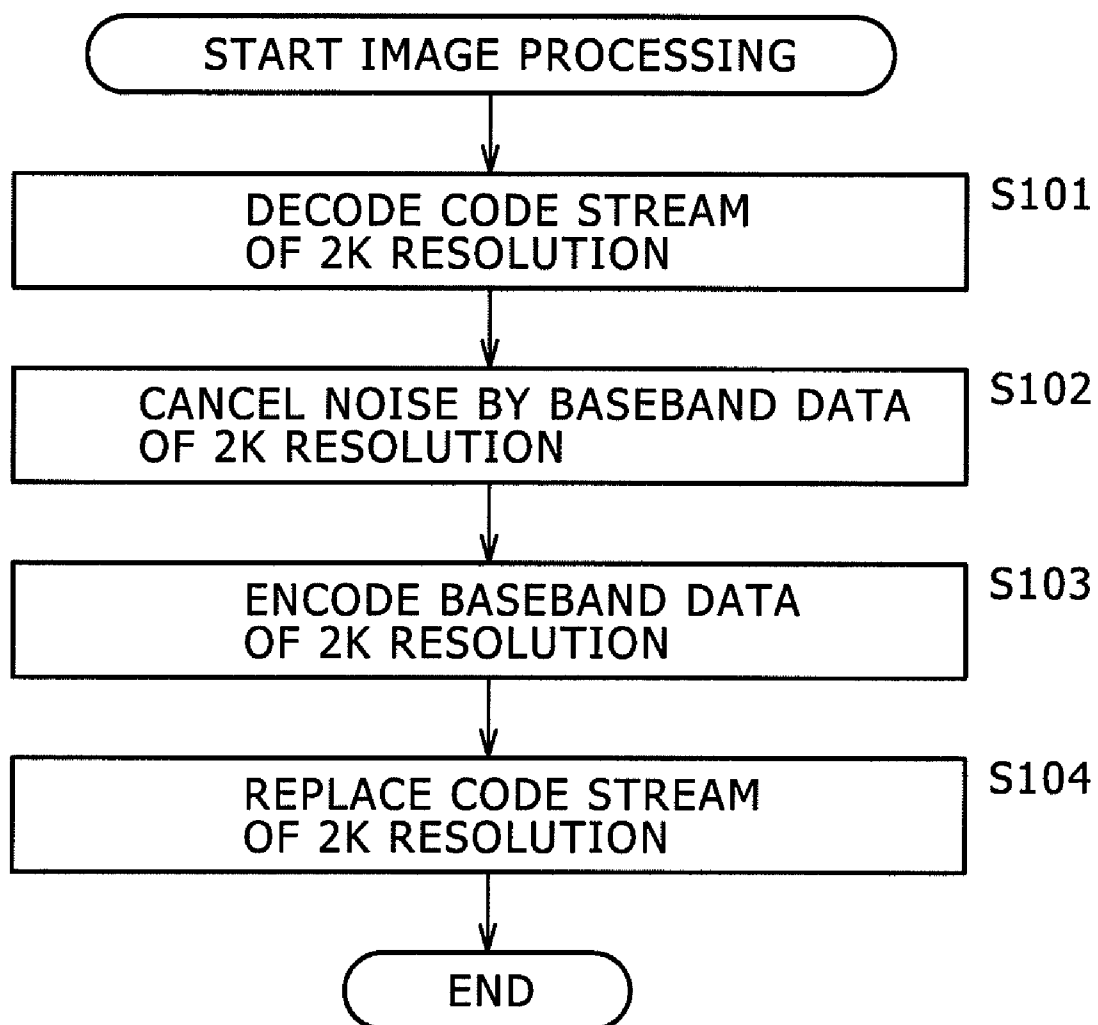 START IMAGE PROCESSING
DECODE CODE STREAM
OF 2K RESOLUTION
S101
CANCEL NOISE BY BASEBAND DATA
OF 2K RESOLUTION
S102
ENCODE BASEBAND DATA
OF 2K RESOLUTION
S103
REPLACE CODE STREAM
OF 2K RESOLUTION
S104
END